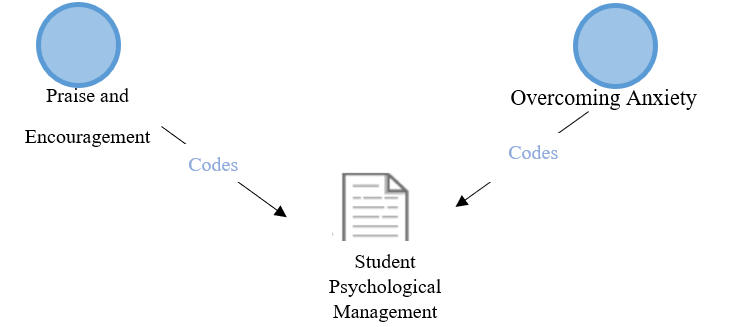 Praise and
Encouragement
Overcoming Anxiety
Codes
Codes
Student
Psychological
Management